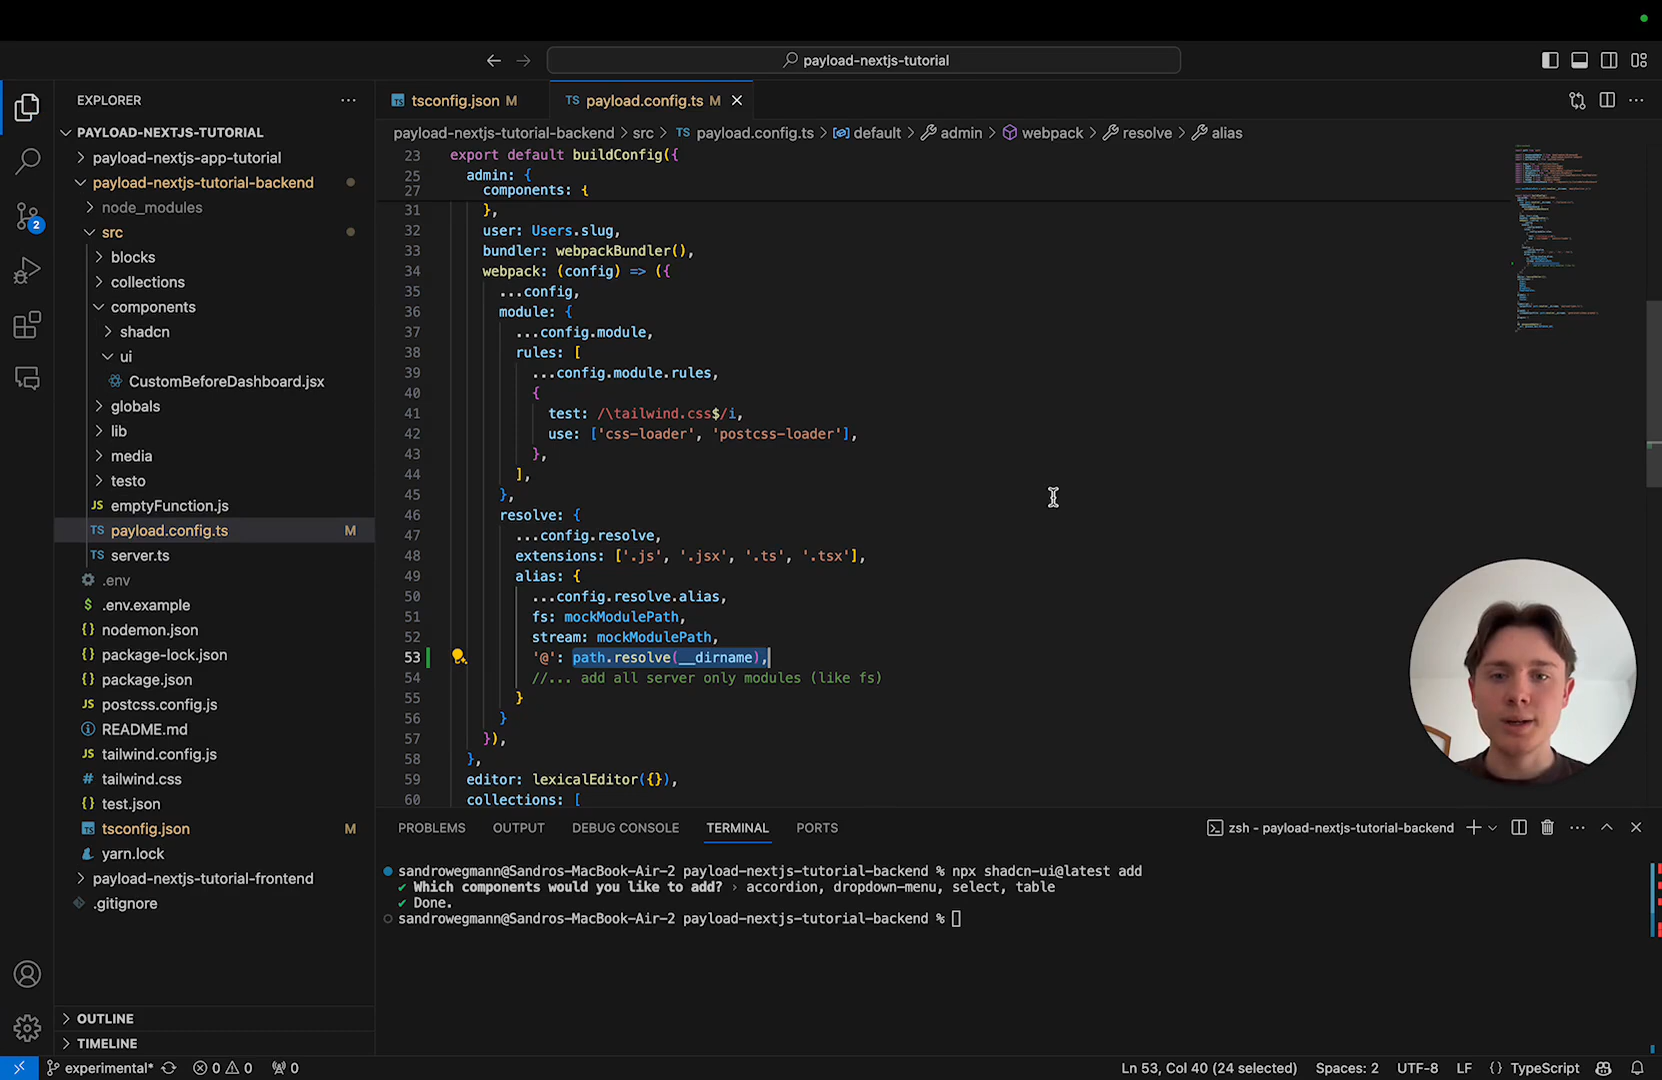 payload-nextjs-tutorial
EXPLORER
PAYLOAD-NEXTJS-TUTORIAL
payload-nextjs-app-tutorial
payload-nextjs-tutorial-backend
node_modules
src
blocks
collections
components
shadcn
ui
CustomBeforeDashboard.jsx
globals
lib
media
testo
JS emptyFunction.js
TS payload.config.ts M
TS server.ts
.env
$ .env.example
{} nodemon.json
{} package-lock.json
{} package.json
JS postcss.config.js
README.md
JS tailwind.config.js
# tailwind.css
{} test.json
TS tsconfig.json M
yarn.lock
payload-nextjs-tutorial-frontend
.gitignore
OUTLINE
TIMELINE
2
TS tsconfig.json M
TS payload.config.ts M
payload-nextjs-tutorial-backend > src > TS payload.config.ts > default > admin > webpack > resolve > alias
23 export default buildConfig({
25 admin: {
27 components: {
31 },
32 user: Users.slug,
33 bundler: webpackBundler(),
34 webpack: (config) => ({
35 ...config,
36 module: {
37 ...config.module,
38 rules: [
39 ...config.module.rules,
40 {
41 test: /\tailwind.css$/i,
42 use: ['css-loader', 'postcss-loader'],
43 },
44 ],
45 },
46 resolve: {
47 ...config.resolve,
48 extensions: ['.js', '.jsx', '.ts', '.tsx'],
49 alias: {
50 ...config.resolve.alias,
51 fs: mockModulePath,
52 stream: mockModulePath,
53 '@': path.resolve(__dirname),
54 //... add all server only modules (like fs)
55 }
56 }
57 }),
58 },
59 editor: lexicalEditor({}),
60 collections: [
PROBLEMS OUTPUT DEBUG CONSOLE TERMINAL PORTS
zsh - payload-nextjs-tutorial-backend
sandrowegmann@Sandros-MacBook-Air-2 payload-nextjs-tutorial-backend % npx shadcn-ui@latest add
✔ Which components would you like to add? › accordion, dropdown-menu, select, table
✔ Done.
sandrowegmann@Sandros-MacBook-Air-2 payload-nextjs-tutorial-backend %
experimental* 0 0 0
Ln 53, Col 40 (24 selected) Spaces: 2 UTF-8 LF {} TypeScript